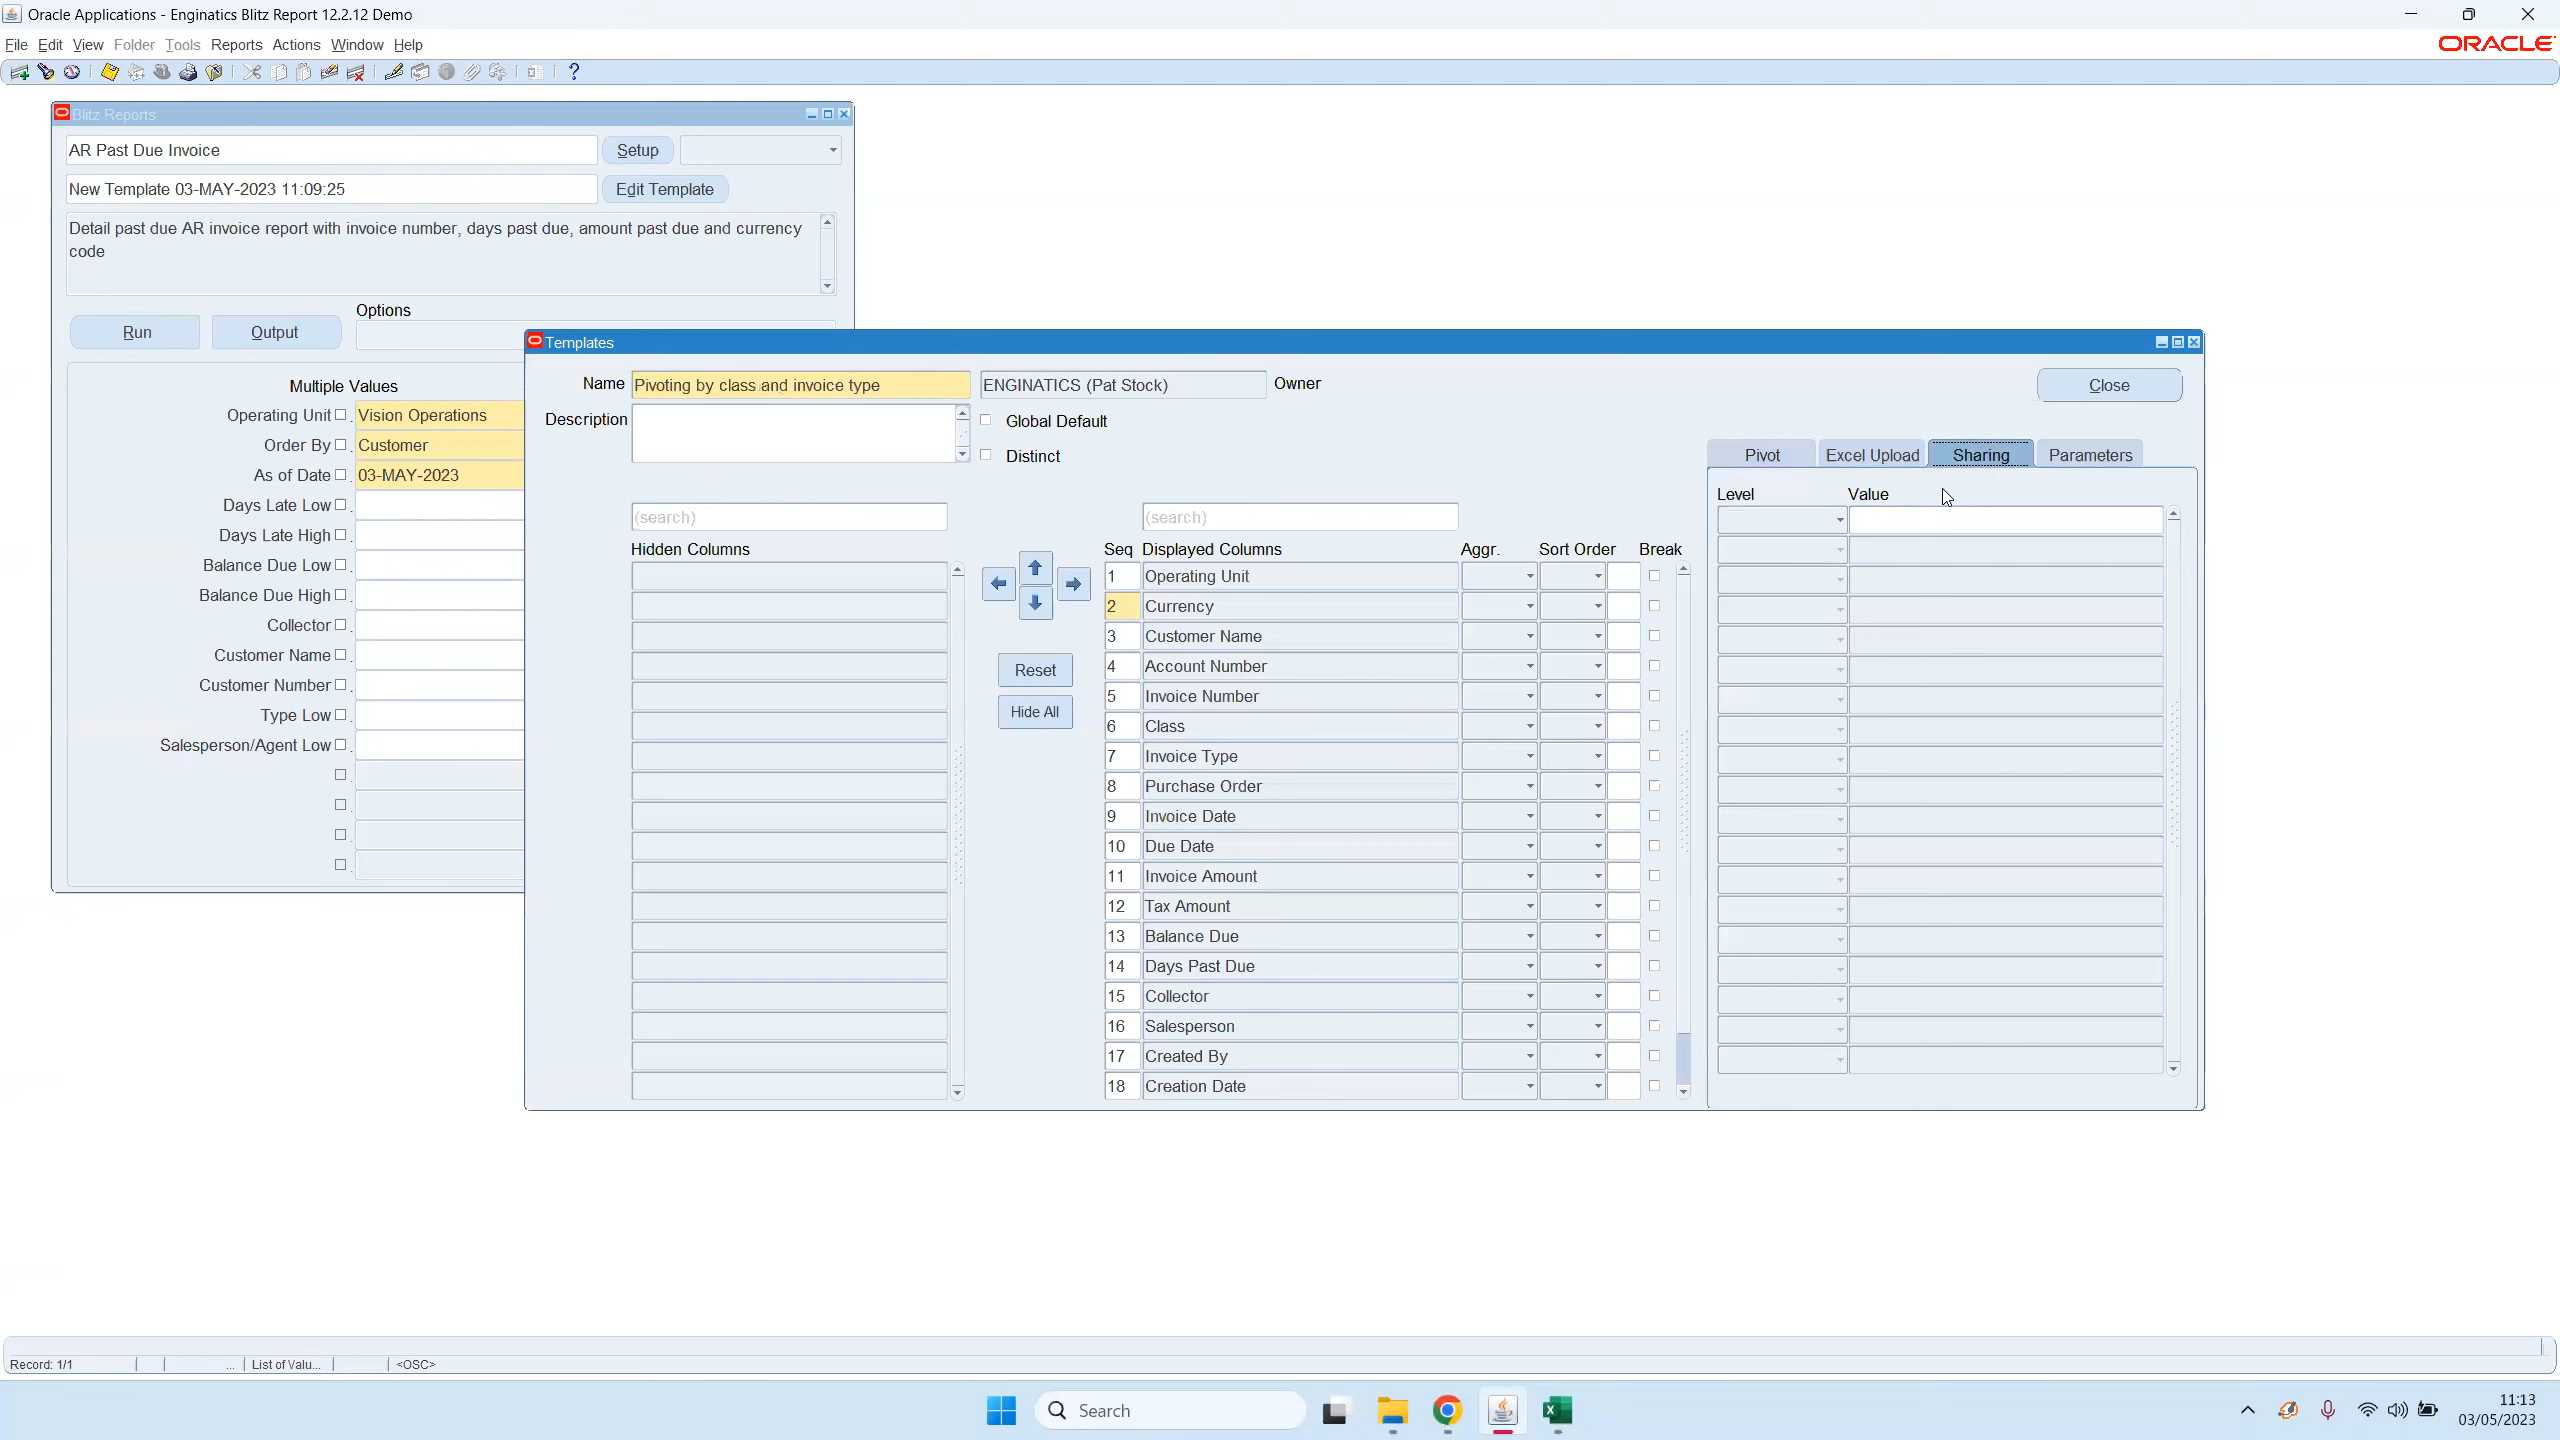 Oracle Applications - Enginatics Blitz Report 12.2.12 Demo
File Edit View Folder Tools Reports Actions Window Help
ORACLE
Blitz Reports
AR Past Due Invoice
Setup
New Template 03-MAY-2023 11:09:25
Edit Template
Detail past due AR invoice report with invoice number, days past due, amount past due and currency
code
Options
Run
Output
Multiple Values
Operating Unit Vision Operations
Order By Customer
As of Date 03-MAY-2023
Days Late Low
Days Late High
Balance Due Low
Balance Due High
Collector
Customer Name
Customer Number
Type Low
Salesperson/Agent Low
Templates
Name Pivoting by class and invoice type ENGINATICS (Pat Stock) Owner
Close
Description
Global Default
Distinct
Pivot Excel Upload Sharing Parameters
Level Value
(search)
(search)
Hidden Columns
Seq Displayed Columns Aggr. Sort Order Break
Reset
Hide All
1 Operating Unit
2 Currency
3 Customer Name
4 Account Number
5 Invoice Number
6 Class
7 Invoice Type
8 Purchase Order
9 Invoice Date
10 Due Date
11 Invoice Amount
12 Tax Amount
13 Balance Due
14 Days Past Due
15 Collector
16 Salesperson
17 Created By
18 Creation Date
Record: 1/1 ... List of Valu... <OSC>
Search
11:13
03/05/2023